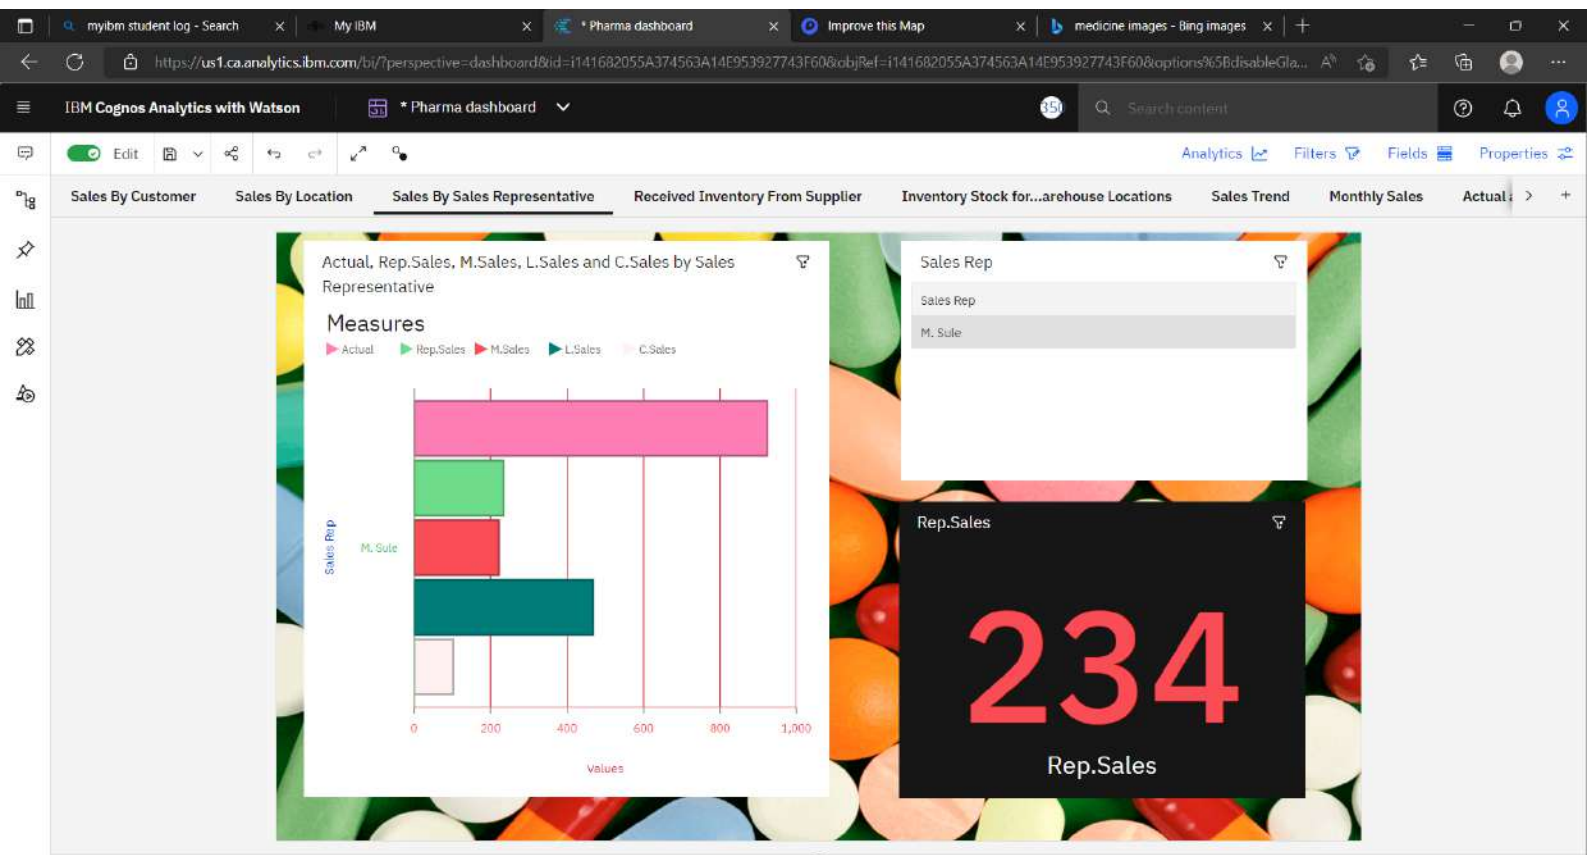 myibm student log - Search
My IBM
* Pharma dashboard
Improve this Map
medicine images - Bing images
https://us1.ca.analytics.ibm.com/bi/?perspective=dashboard&id=i141682055A374563A14E953927743F60&objRef=i141682055A374563A14E953927743F60&options%5BdisableGla...
IBM Cognos Analytics with Watson
* Pharma dashboard
Search content
Edit
Analytics
Filters
Fields
Properties
Sales By Customer
Sales By Location
Sales By Sales Representative
Received Inventory From Supplier
Inventory Stock for...arehouse Locations
Sales Trend
Monthly Sales
Actual
Actual, Rep.Sales, M.Sales, L.Sales and C.Sales by Sales
Representative
Measures
Actual
Rep.Sales
M.Sales
L.Sales
C.Sales
Sales Rep
M. Sule
0
200
400
600
800
1,000
Values
Sales Rep
Sales Rep
M. Sule
Rep.Sales
234
Rep.Sales